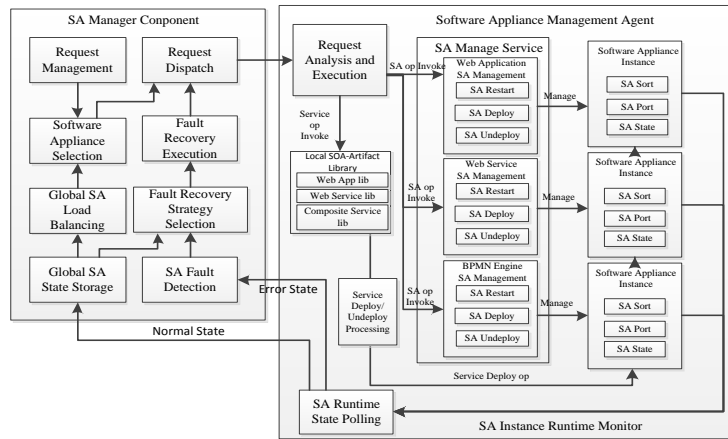 SA Manager Component
Request
Management
Request
Dispatch
Software
Appliance
Selection
Fault
Recovery
Execution
Global SA
Load
Balancing
Fault Recovery
Strategy
Selection
Global SA
State Storage
SA Fault
Detection
Error State
Normal State
Software Appliance Management Agent
Request
Analysis and
Execution
SA op Invoke
Service
op
Invoke
Local SOA-Artifact
Library
Web App lib
Web Service lib
Composite Service
lib
SA op
Invoke
SA op
Invoke
Service
Deploy/
Undeploy
Processing
SA Manage Service
Web Application
SA Management
SA Restart
SA Deploy
SA Undeploy
Web Service
SA Management
SA Restart
SA Deploy
SA Undeploy
BPMN Engine
SA Management
SA Restart
SA Deploy
SA Undeploy
Manage
Manage
Manage
Software Appliance
Instance
SA Sort
SA Port
SA State
Software Appliance
Instance
SA Sort
SA Port
SA State
Software Appliance
Instance
SA Sort
SA Port
SA State
Service Deploy op
SA Runtime
State Polling
SA Instance Runtime Monitor